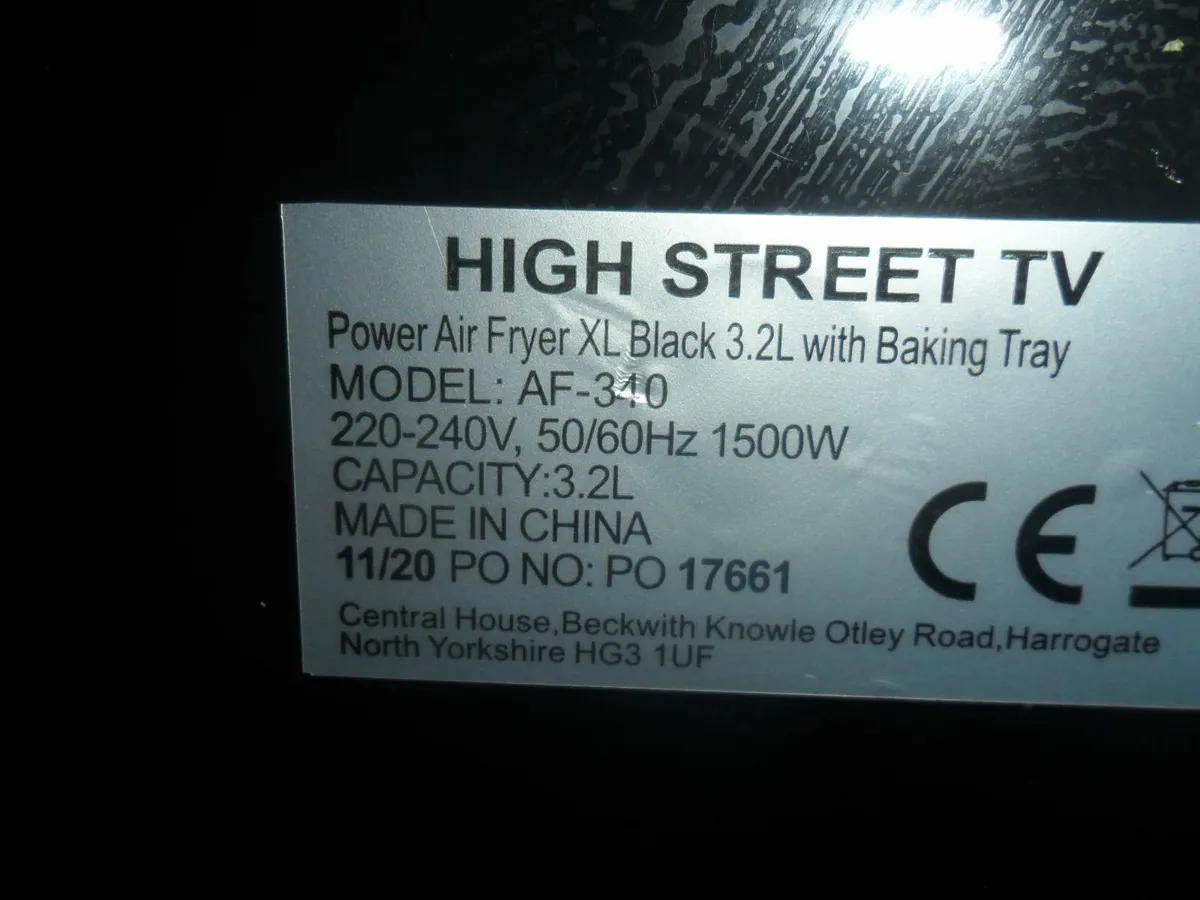 HIGH STREET TV
Power Air Fryer XL Black 3.2L with Baking Tray
MODEL: AF-340
220-240V, 50/60Hz 1500W
CAPACITY:3.2L
MADE IN CHINA
11/20 PO NO: PO 17661
CE
Central House,Beckwith Knowle Otley Road,Harrogate
North Yorkshire HG3 1UF